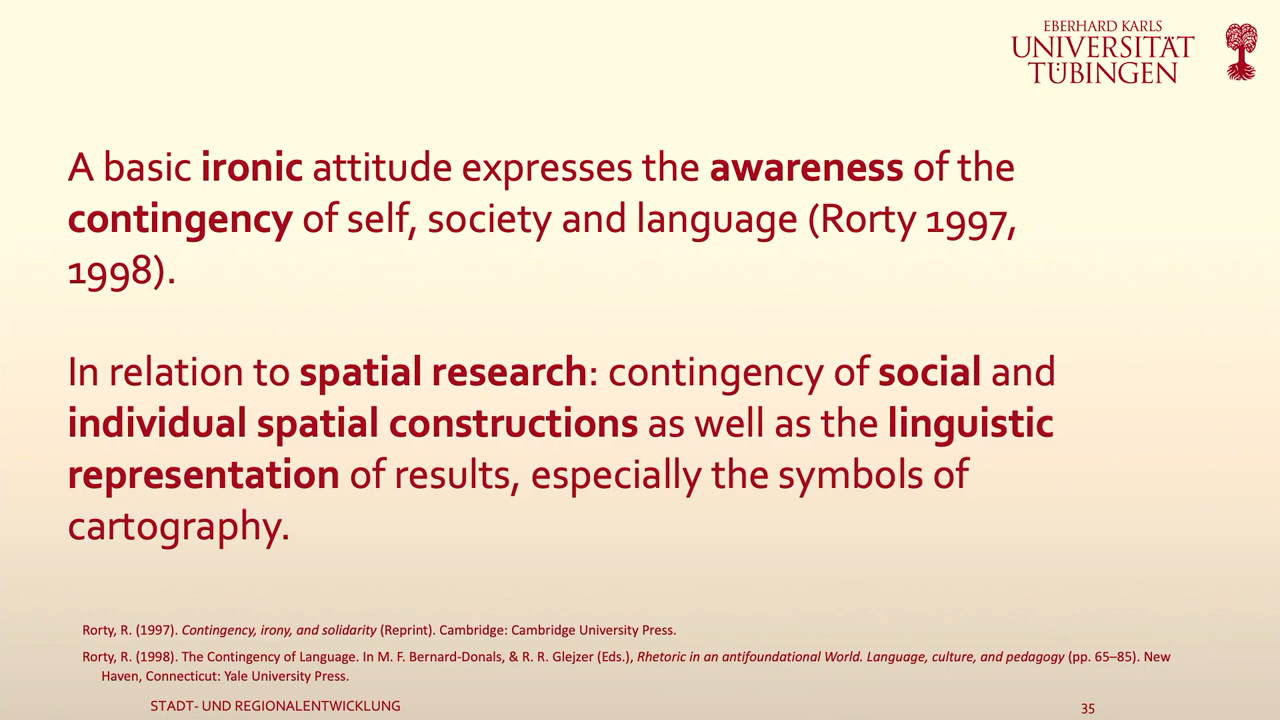 EBERHARD KARLS
UNIVERSITÄT
TÜBINGEN
A basic ironic attitude expresses the awareness of the
contingency of self, society and language (Rorty 1997,
1998).
In relation to spatial research: contingency of social and
individual spatial constructions as well as the linguistic
representation of results, especially the symbols of
cartography.
Rorty, R. (1997). Contingency, irony, and solidarity (Reprint). Cambridge: Cambridge University Press.
Rorty, R. (1998). The Contingency of Language. In M. F. Bernard-Donals, & R. R. Glejzer (Eds.), Rhetoric in an antifoundational World. Language, culture, and pedagogy (pp. 65–85). New
Haven, Connecticut: Yale University Press.
STADT- UND REGIONALENTWICKLUNG
35